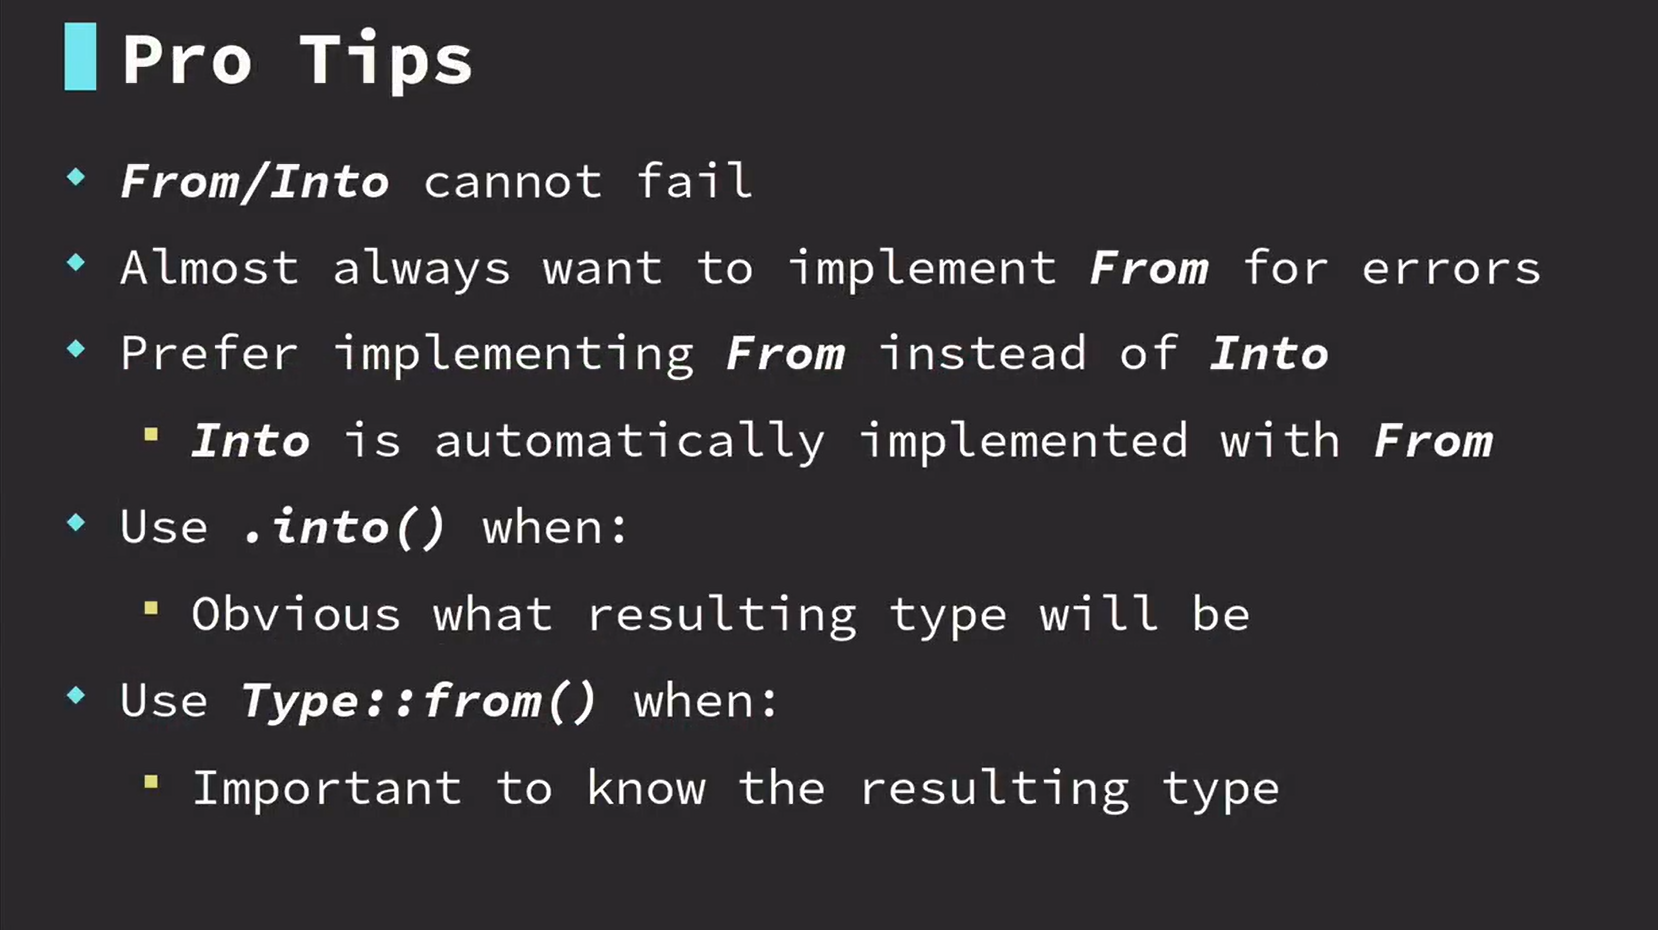 Pro Tips
From/Into cannot fail
Almost always want to implement From for errors
Prefer implementing From instead of Into
Into is automatically implemented with From
Use .into() when:
Obvious what resulting type will be
Use Type::from() when:
Important to know the resulting type